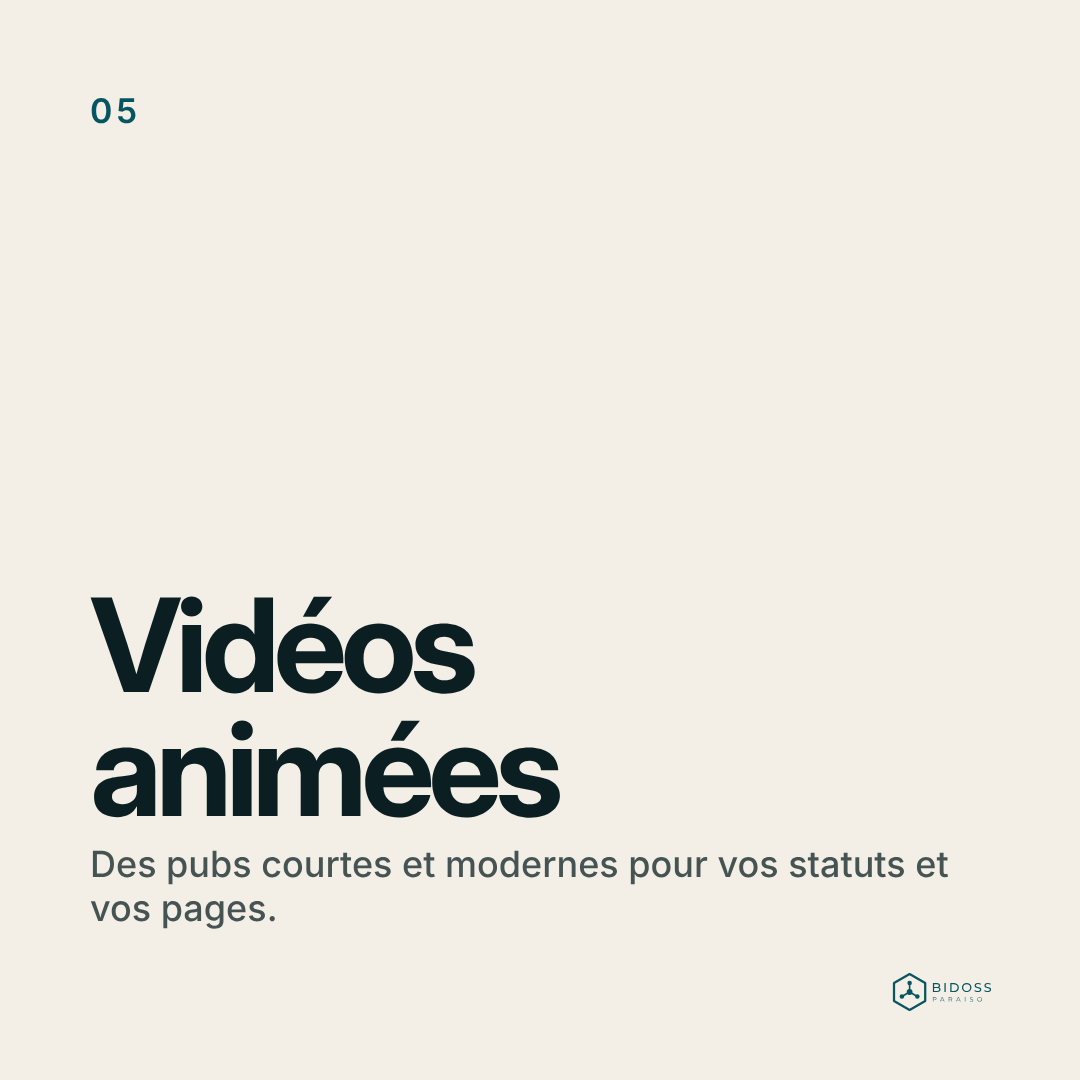 05
Vidéos
animées
Des pubs courtes et modernes pour vos statuts et
vos pages.
BIDOSS
PARAISO